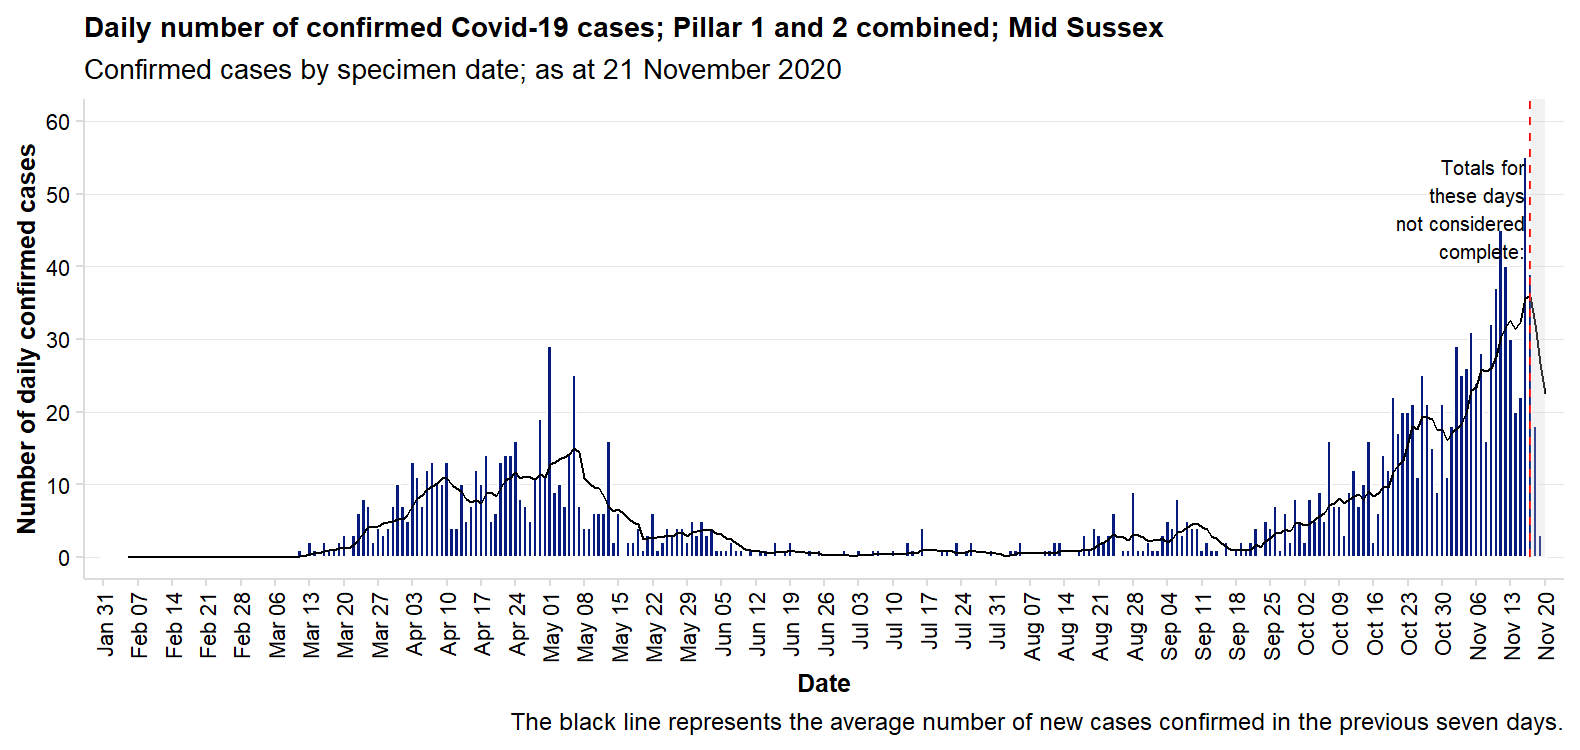 Daily number of confirmed Covid-19 cases; Pillar 1 and 2 combined; Mid Sussex
Confirmed cases by specimen date; as at 21 November 2020
Number of daily confirmed cases
60
50
40
30
20
10
0
Totals for
these days
not considered
complete:
Jan 31
Feb 07
Feb 14
Feb 21
Feb 28
Mar 06
Mar 13
Mar 20
Mar 27
Apr 03
Apr 10
Apr 17
Apr 24
May 01
May 08
May 15
May 22
May 29
Jun 05
Jun 12
Jun 19
Jun 26
Jul 03
Jul 10
Jul 17
Jul 24
Jul 31
Aug 07
Aug 14
Aug 21
Aug 28
Sep 04
Sep 11
Sep 18
Sep 25
Oct 02
Oct 09
Oct 16
Oct 23
Oct 30
Nov 06
Nov 13
Nov 20
Date
The black line represents the average number of new cases confirmed in the previous seven days.